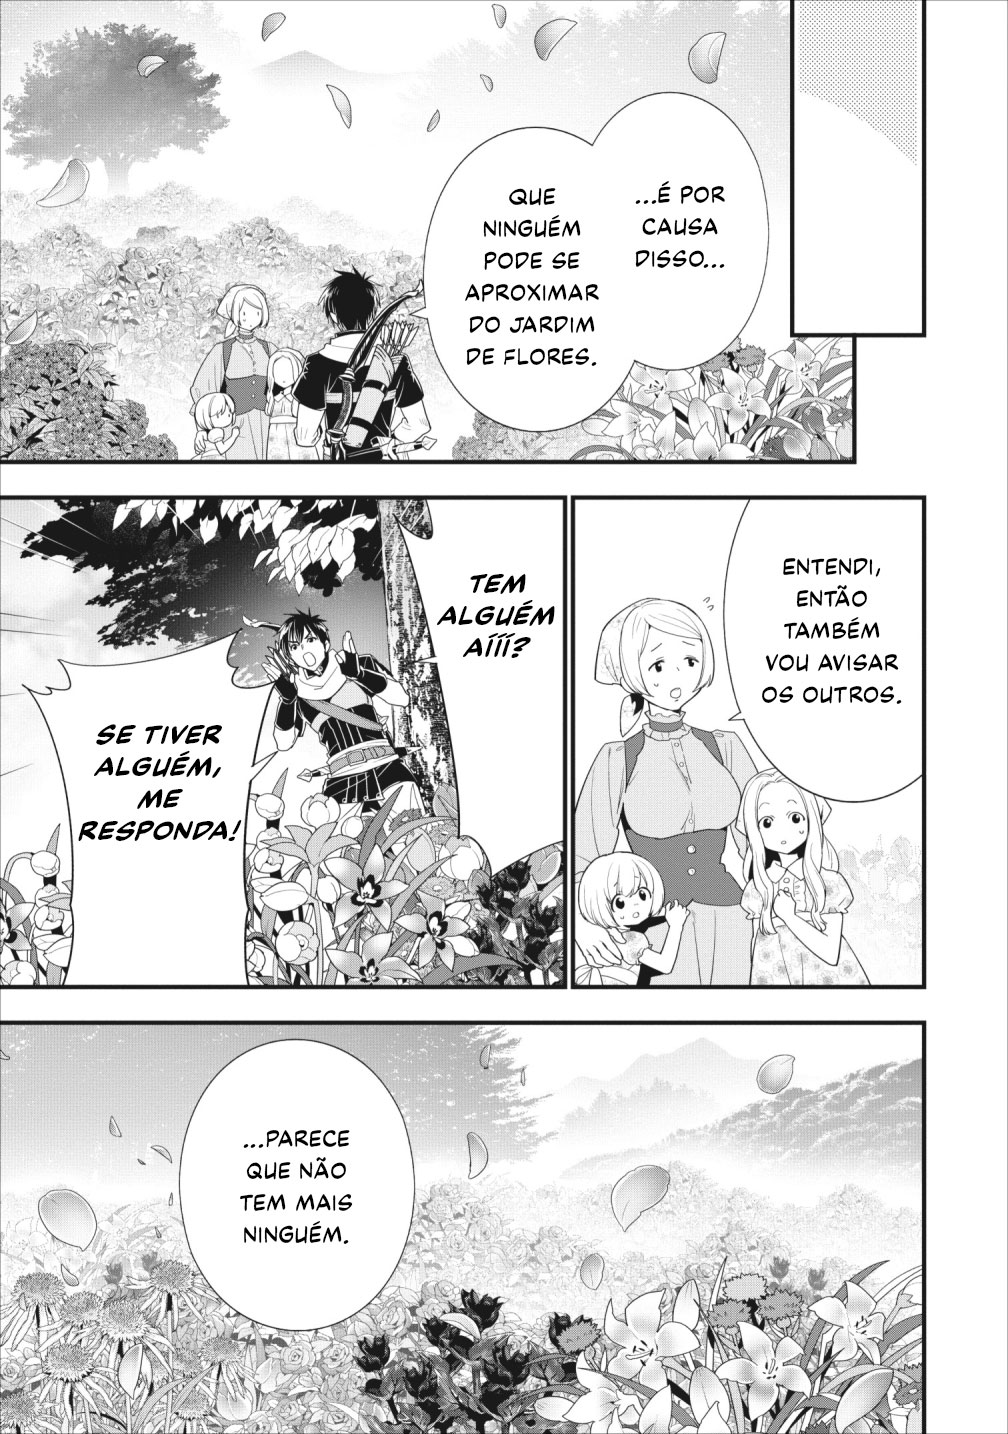 ...É POR
CAUSA
DISSO...
QUE
NINGUÉM
PODE SE
APROXIMAR
DO JARDIM
DE FLORES.
ENTENDI,
ENTÃO
TAMBÉM
VOU AVISAR
OS OUTROS.
TEM
ALGUÉM
AÍÍÍ?
SE TIVER
ALGUÉM,
ME
RESPONDA!
...PARECE
QUE NÃO
TEM MAIS
NINGUÉM.